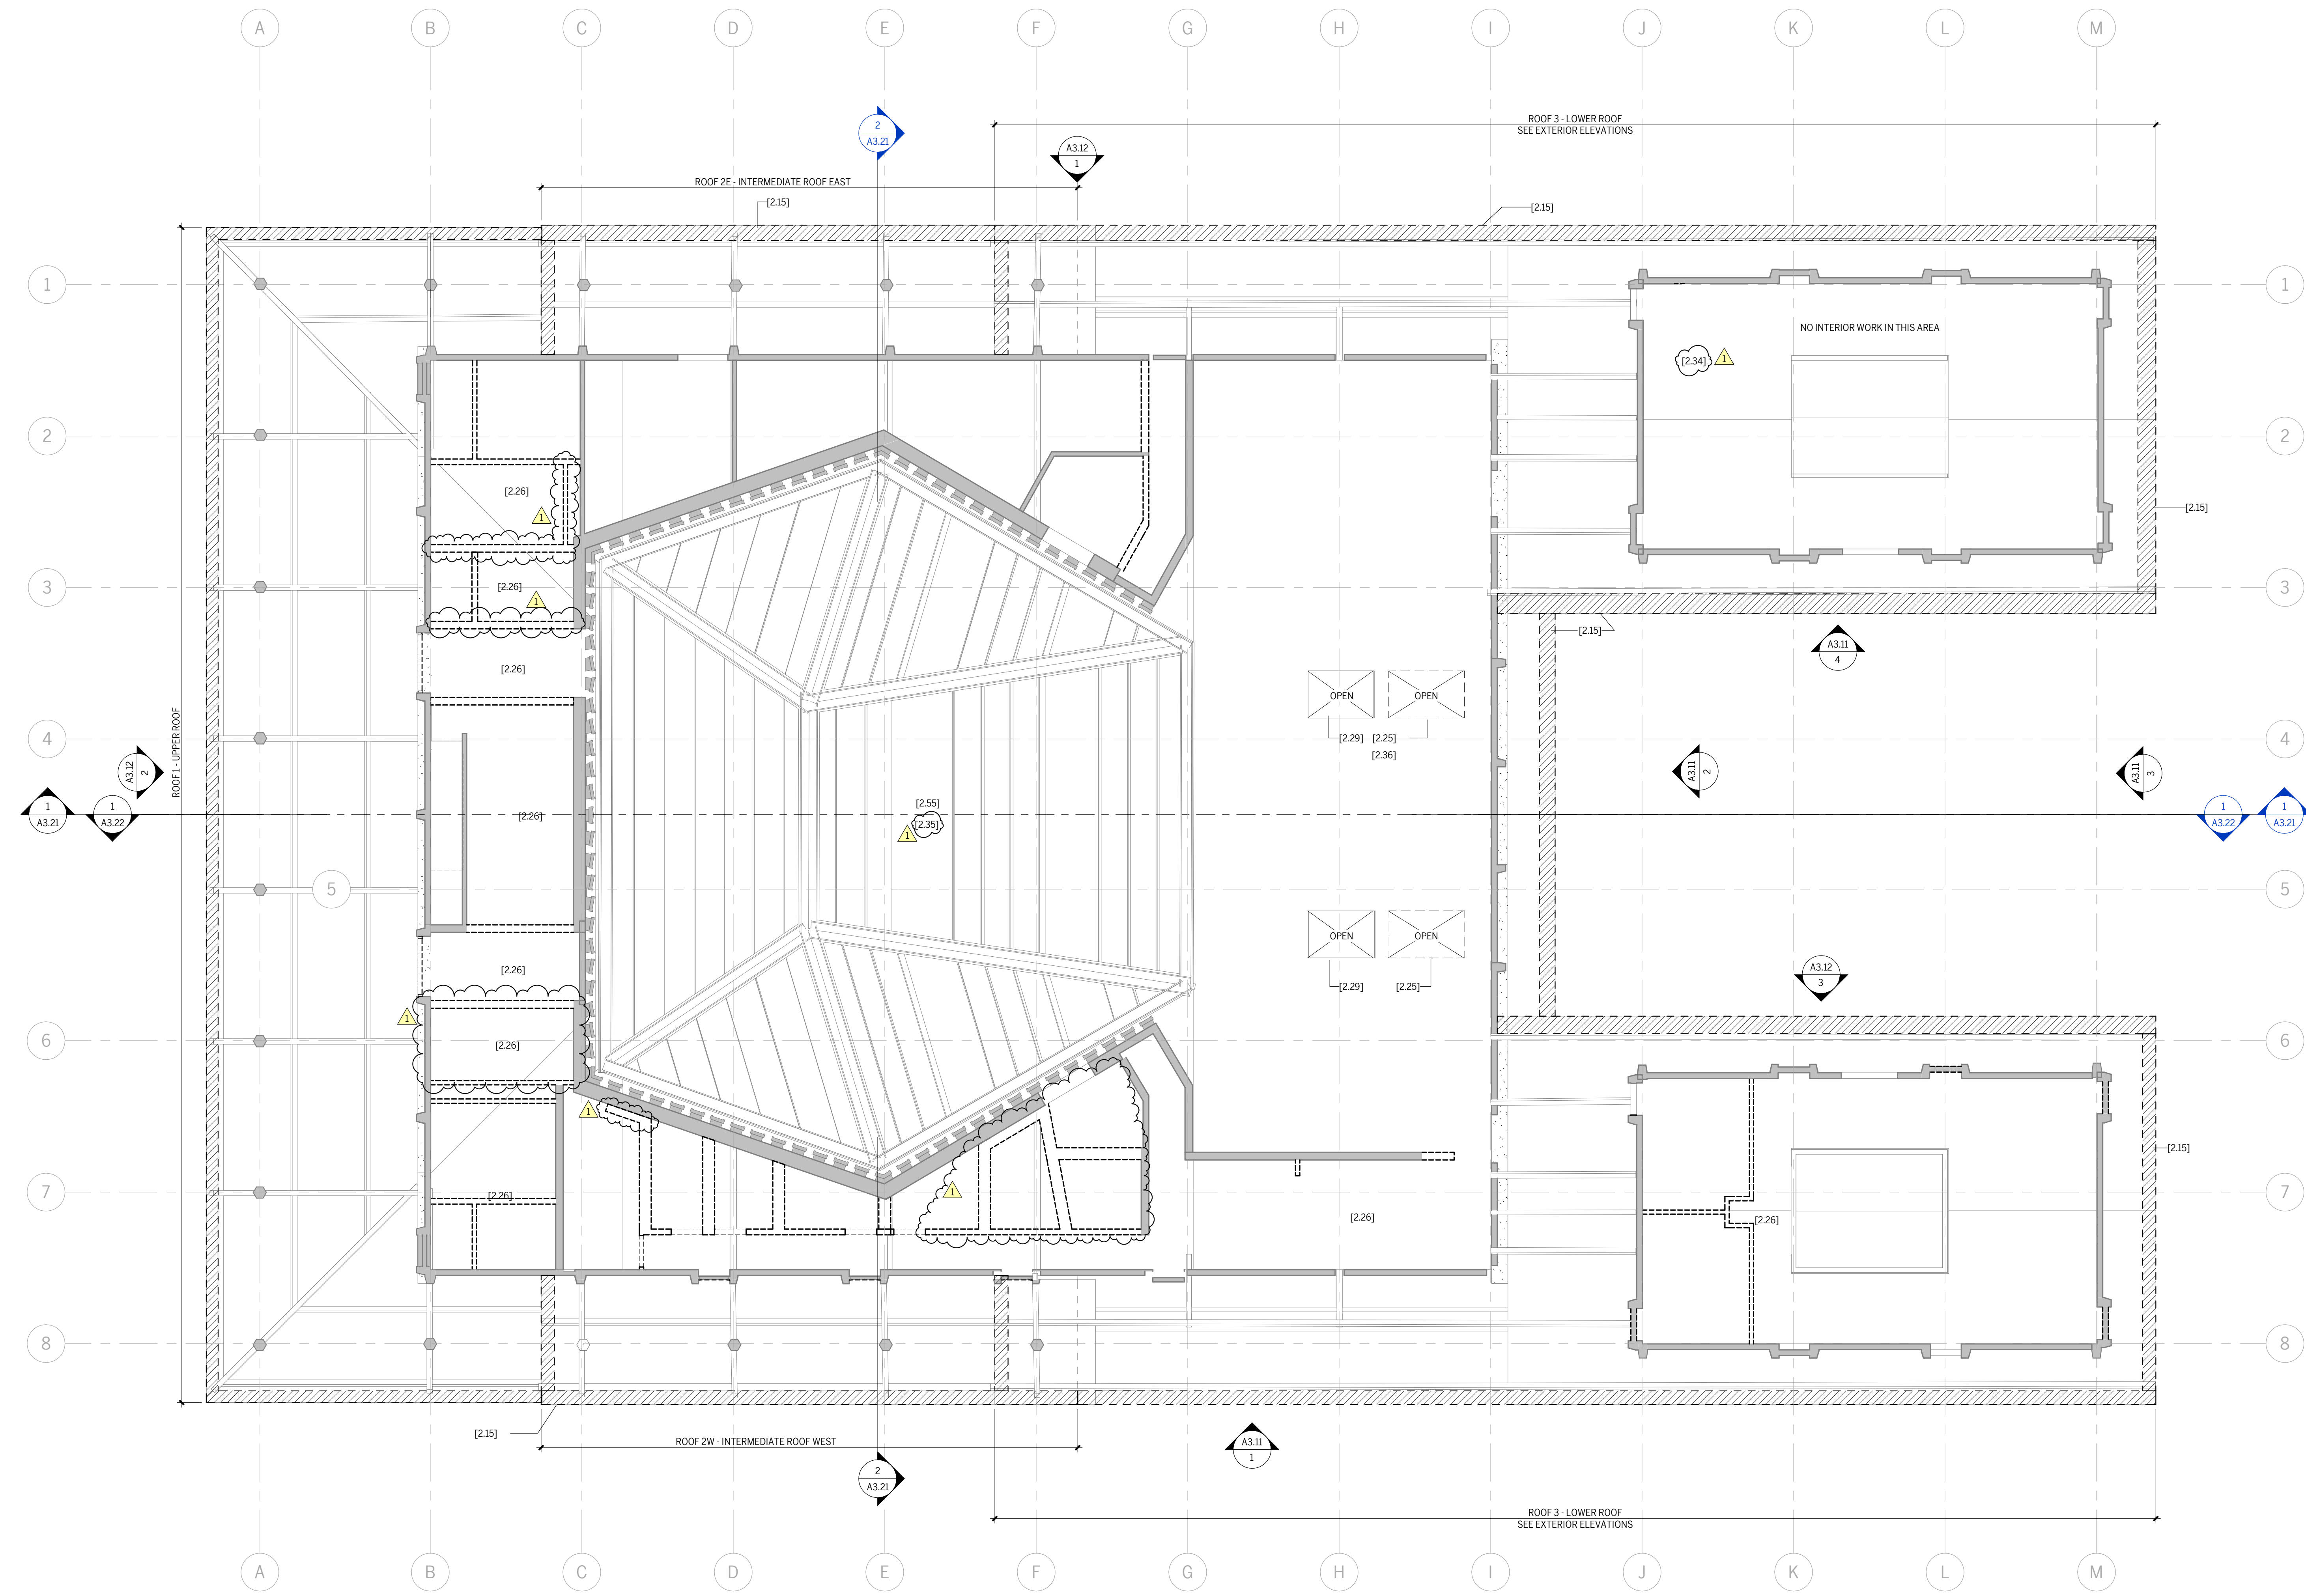 A B C D E F G H I J K L M
ROOF 3 - LOWER ROOF
SEE EXTERIOR ELEVATIONS
2
A3.21
A3.12
1
ROOF 2E - INTERMEDIATE ROOF EAST
[2.15]
[2.15]
1
1
NO INTERIOR WORK IN THIS AREA
[2.34]
1
2
2
[2.26]
1
[2.15]
3
[2.26]
1
3
[2.15]
A3.11
4
[2.26]
OPEN
OPEN
4
[2.29]
[2.25]
4
[2.36]
ROOF 1 - UPPER ROOF
A3.12
2
A3.11
2
A3.11
3
1
A3.21
1
A3.22
[2.26]
[2.55]
[2.35]
1
1
A3.22
1
A3.21
5
5
OPEN
OPEN
[2.26]
A3.12
3
[2.29]
[2.25]
1
6
[2.26]
6
1
[2.15]
7
[2.26]
1
[2.26]
[2.26]
7
8
8
[2.15]
ROOF 2W - INTERMEDIATE ROOF WEST
A3.11
1
2
A3.21
ROOF 3 - LOWER ROOF
SEE EXTERIOR ELEVATIONS
A B C D E F G H I J K L M